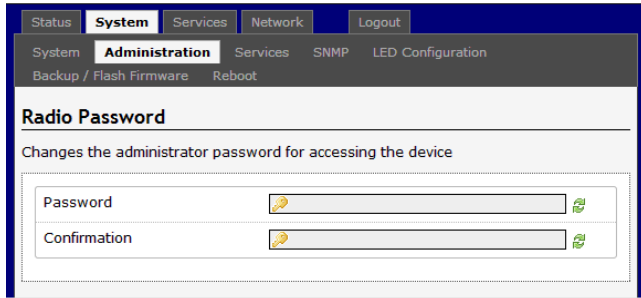 Status System Services Network Logout
System Administration Services SNMP LED Configuration
Backup / Flash Firmware Reboot
Radio Password
Changes the administrator password for accessing the device
Password
Confirmation